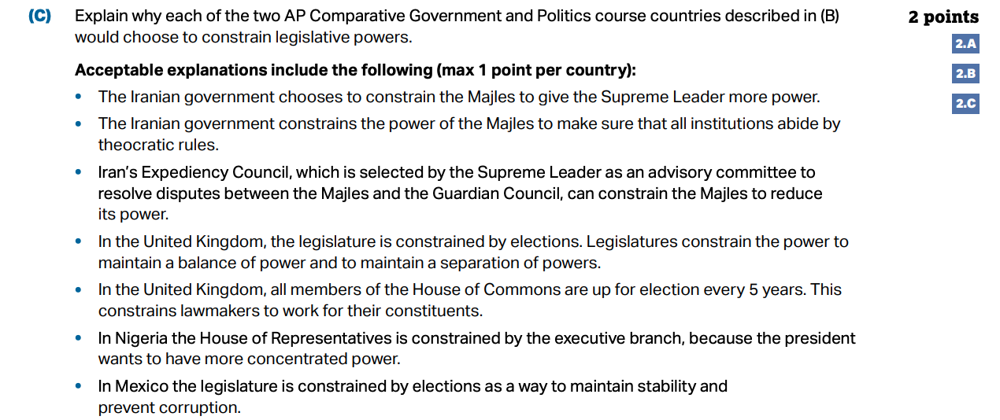 (C) Explain why each of the two AP Comparative Government and Politics course countries described in (B) 2 points
would choose to constrain legislative powers.
2.A
Acceptable explanations include the following (max 1 point per country):
2.B
• The Iranian government chooses to constrain the Majles to give the Supreme Leader more power.
2.C
• The Iranian government constrains the power of the Majles to make sure that all institutions abide by
theocratic rules.
• Iran's Expediency Council, which is selected by the Supreme Leader as an advisory committee to
resolve disputes between the Majles and the Guardian Council, can constrain the Majles to reduce
its power.
• In the United Kingdom, the legislature is constrained by elections. Legislatures constrain the power to
maintain a balance of power and to maintain a separation of powers.
• In the United Kingdom, all members of the House of Commons are up for election every 5 years. This
constrains lawmakers to work for their constituents.
• In Nigeria the House of Representatives is constrained by the executive branch, because the president
wants to have more concentrated power.
• In Mexico the legislature is constrained by elections as a way to maintain stability and
prevent corruption.